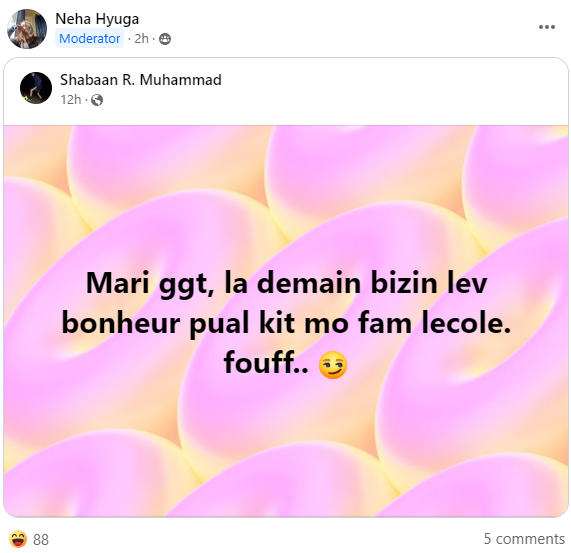 Neha Hyuga
Moderator · 2h ·
Shabaan R. Muhammad
12h ·
Mari ggt, la demain bizin lev
bonheur pual kit mo fam lecole.
fouff.. 😏
88
5 comments